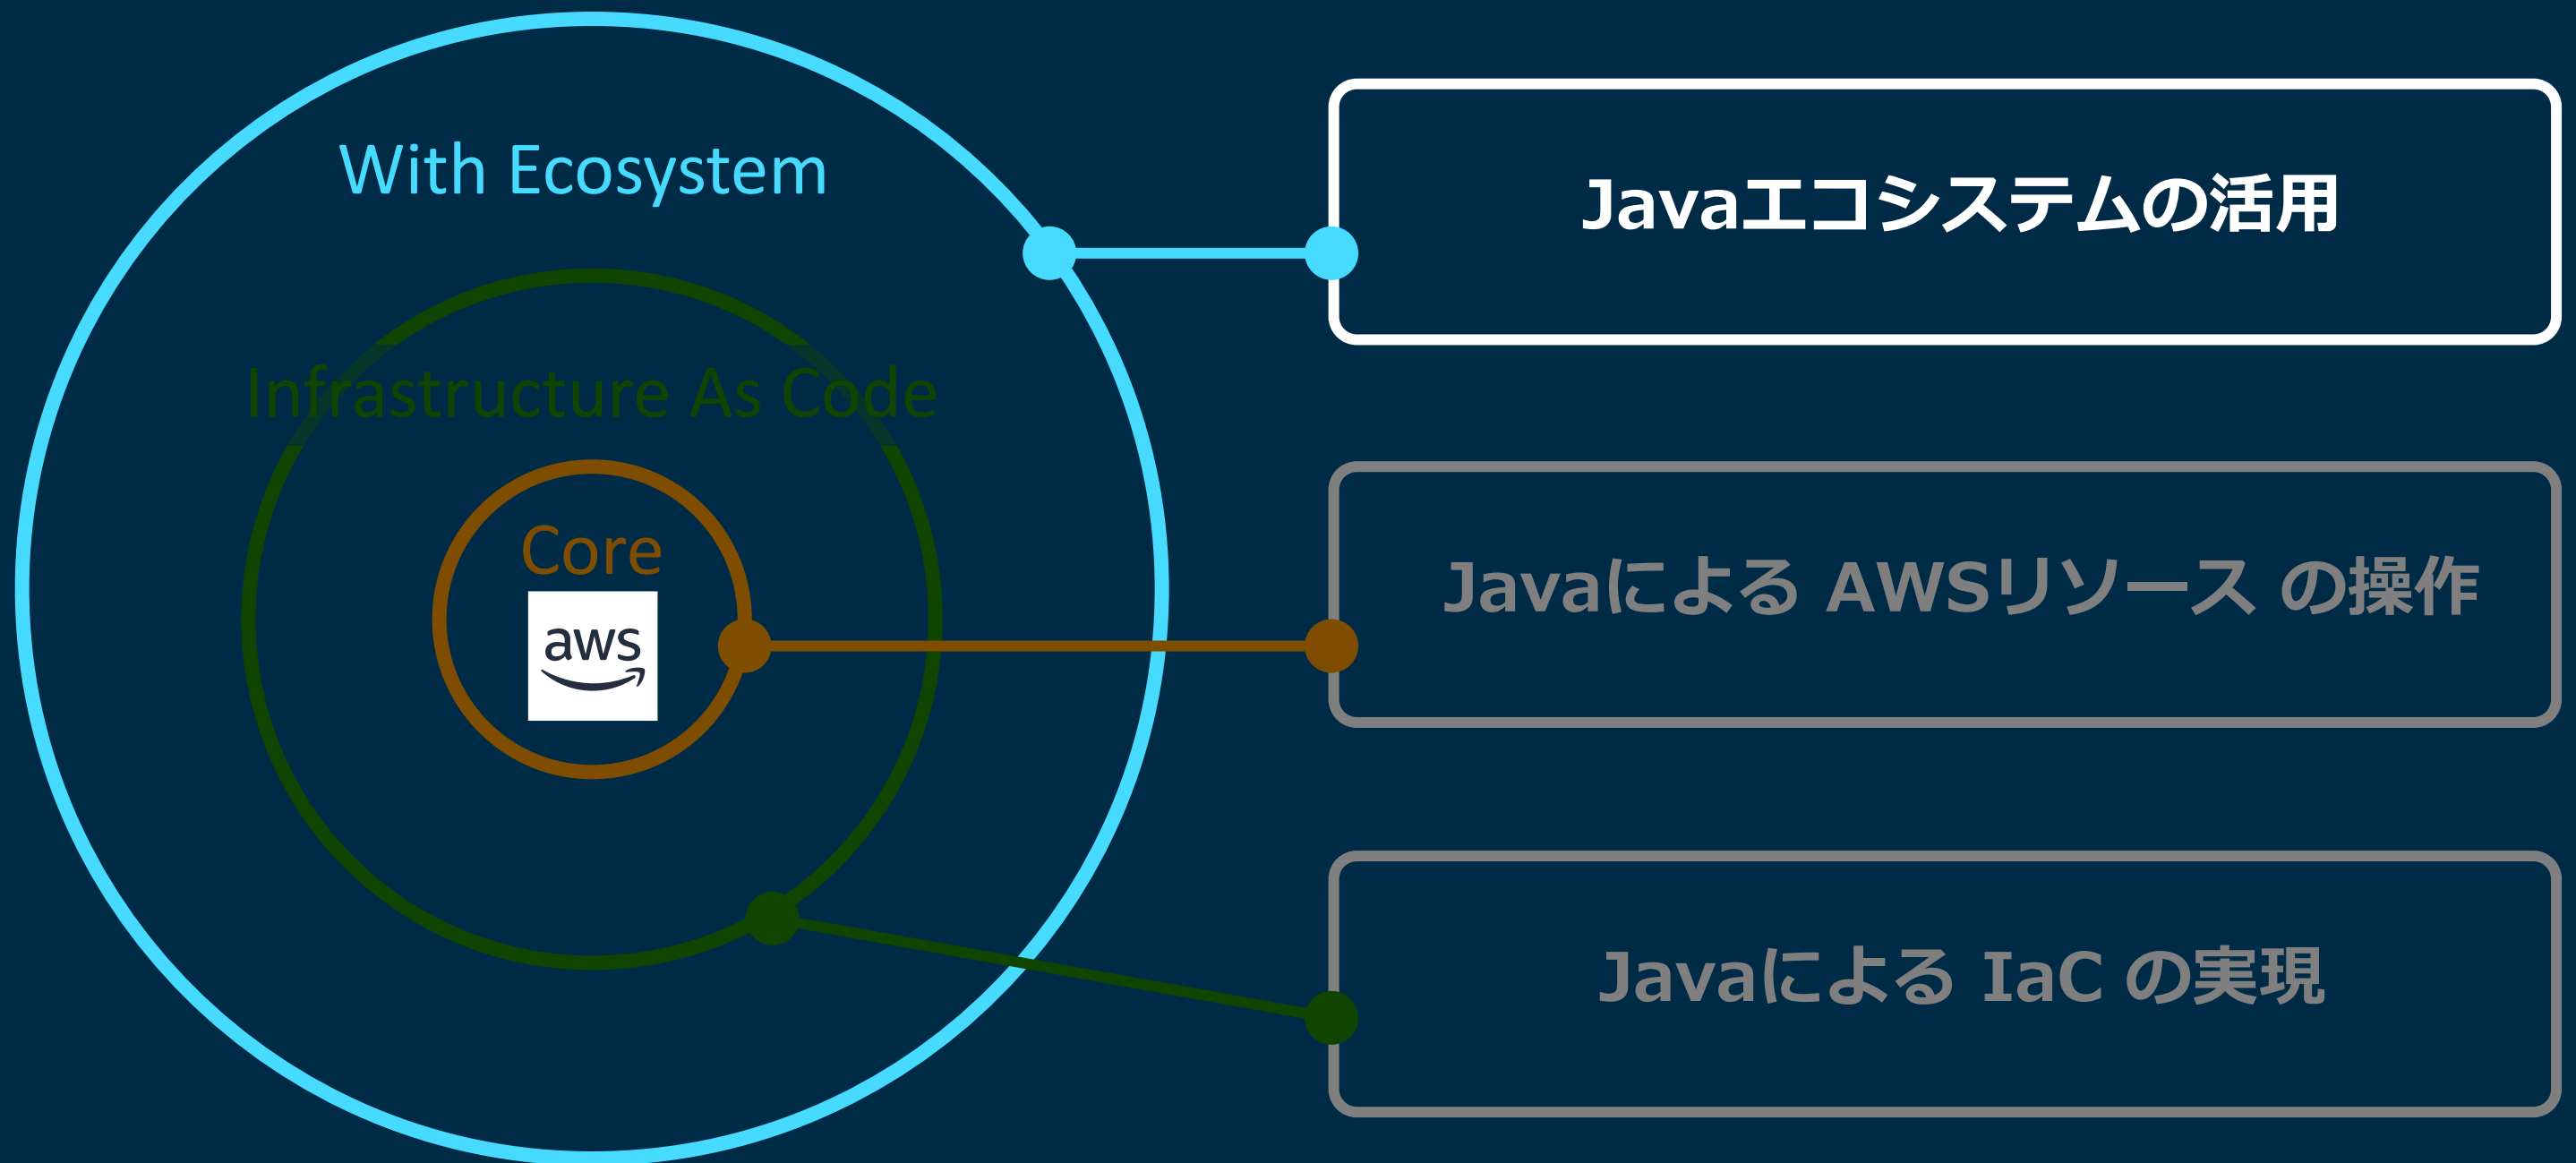 With Ecosystem
Infrastructure As Code
Core
aws
Javaエコシステムの活用
Javaによる AWSリソース の操作
Javaによる IaC の実現